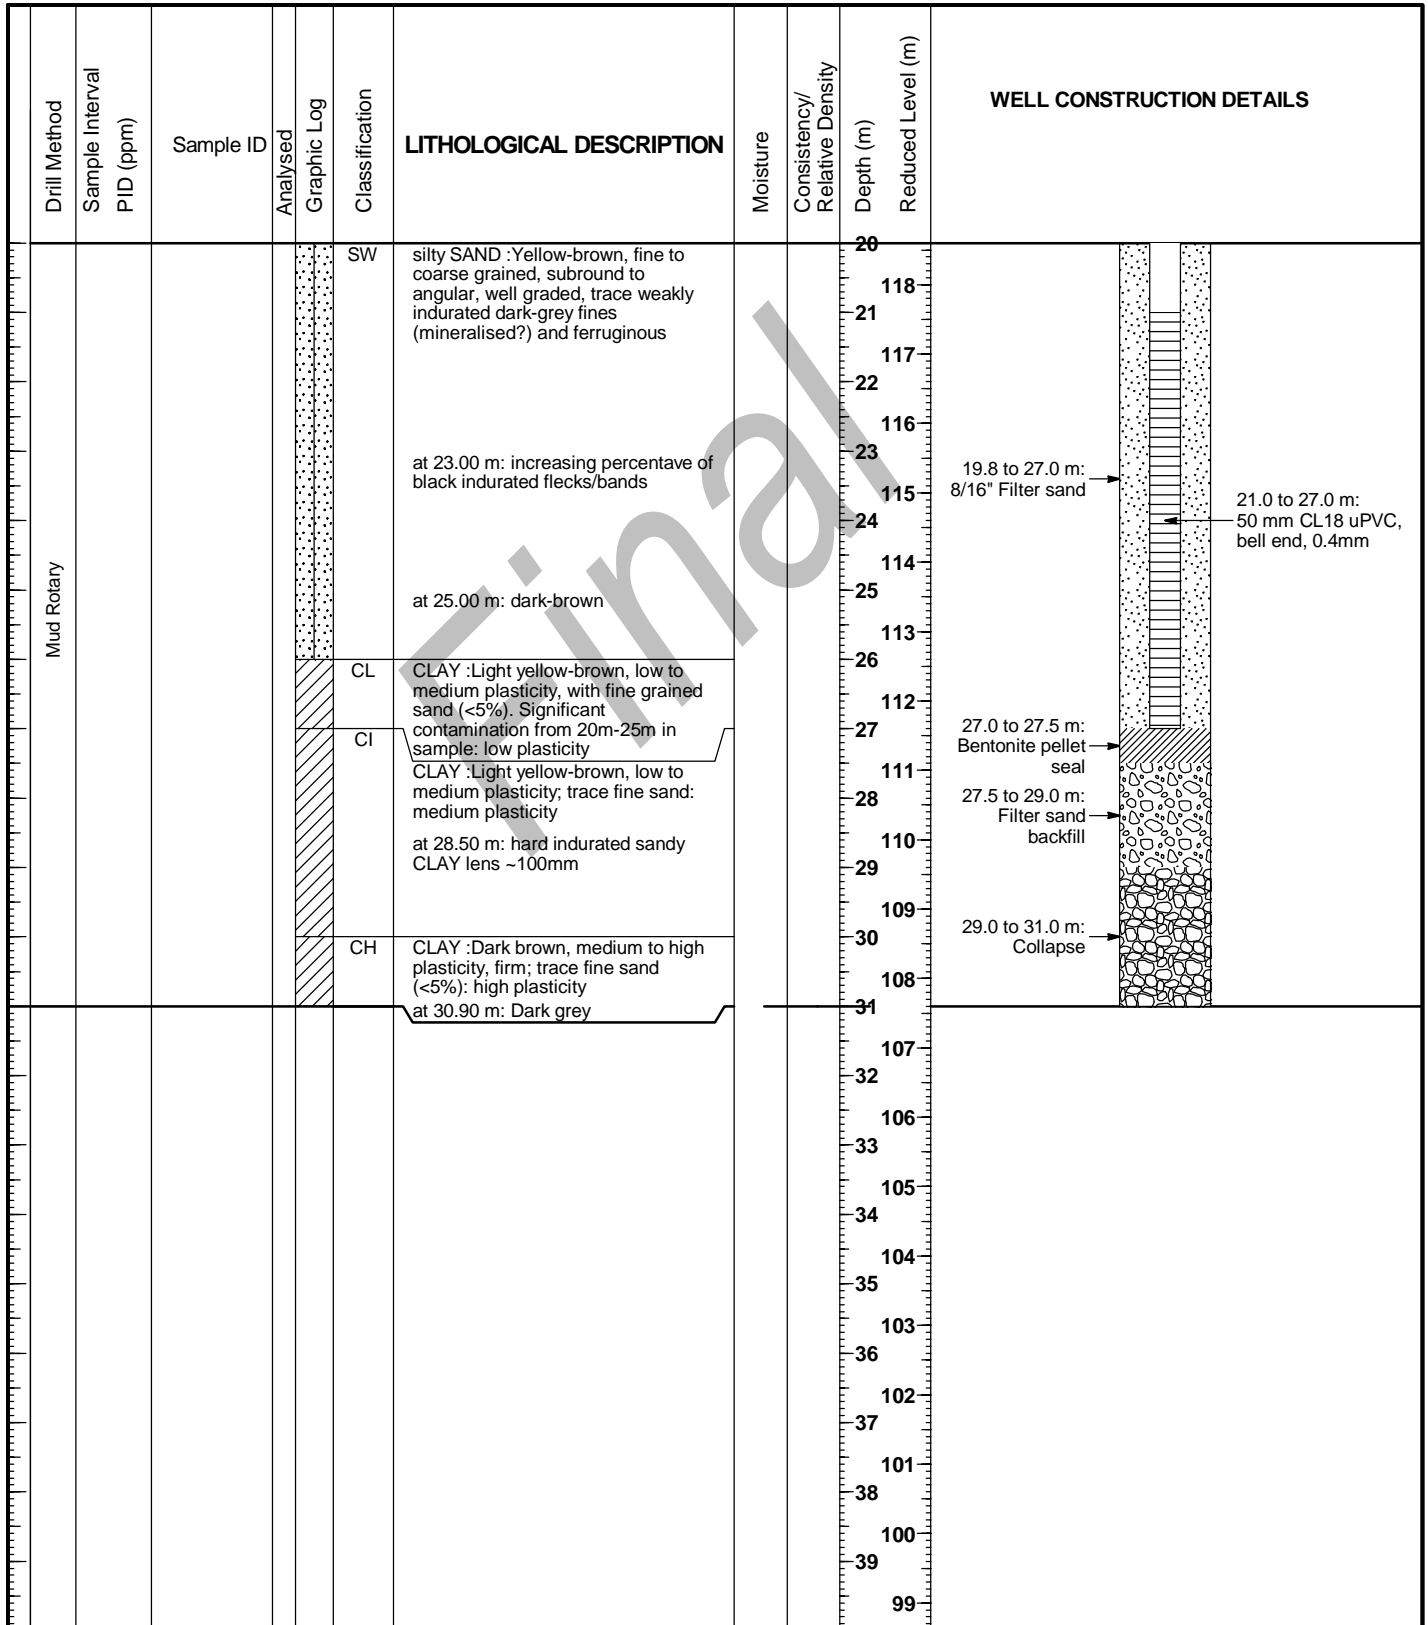 Drill Method
Sample Interval
PID (ppm)
Sample ID
Analysed
Graphic Log
Classification
LITHOLOGICAL DESCRIPTION
Moisture
Consistency/
Relative Density
Depth (m)
Reduced Level (m)
WELL CONSTRUCTION DETAILS
Mud Rotary
SW
silty SAND :Yellow-brown, fine to
coarse grained, subround to
angular, well graded, trace weakly
indurated dark-grey fines
(mineralised?) and ferruginous
at 23.00 m: increasing percentave of
black indurated flecks/bands
at 25.00 m: dark-brown
CL
CLAY :Light yellow-brown, low to
medium plasticity, with fine grained
sand (<5%). Significant
contamination from 20m-25m in
sample: low plasticity
CI
CLAY :Light yellow-brown, low to
medium plasticity; trace fine sand:
medium plasticity
at 28.50 m: hard indurated sandy
CLAY lens ~100mm
CH
CLAY :Dark brown, medium to high
plasticity, firm; trace fine sand
(<5%): high plasticity
at 30.90 m: Dark grey
20
21
22
23
24
25
26
27
28
29
30
31
32
33
34
35
36
37
38
39
118
117
116
115
114
113
112
111
110
109
108
107
106
105
104
103
102
101
100
99
19.8 to 27.0 m:
8/16" Filter sand
21.0 to 27.0 m:
50 mm CL18 uPVC,
bell end, 0.4mm
27.0 to 27.5 m:
Bentonite pellet
seal
27.5 to 29.0 m:
Filter sand
backfill
29.0 to 31.0 m:
Collapse
Final